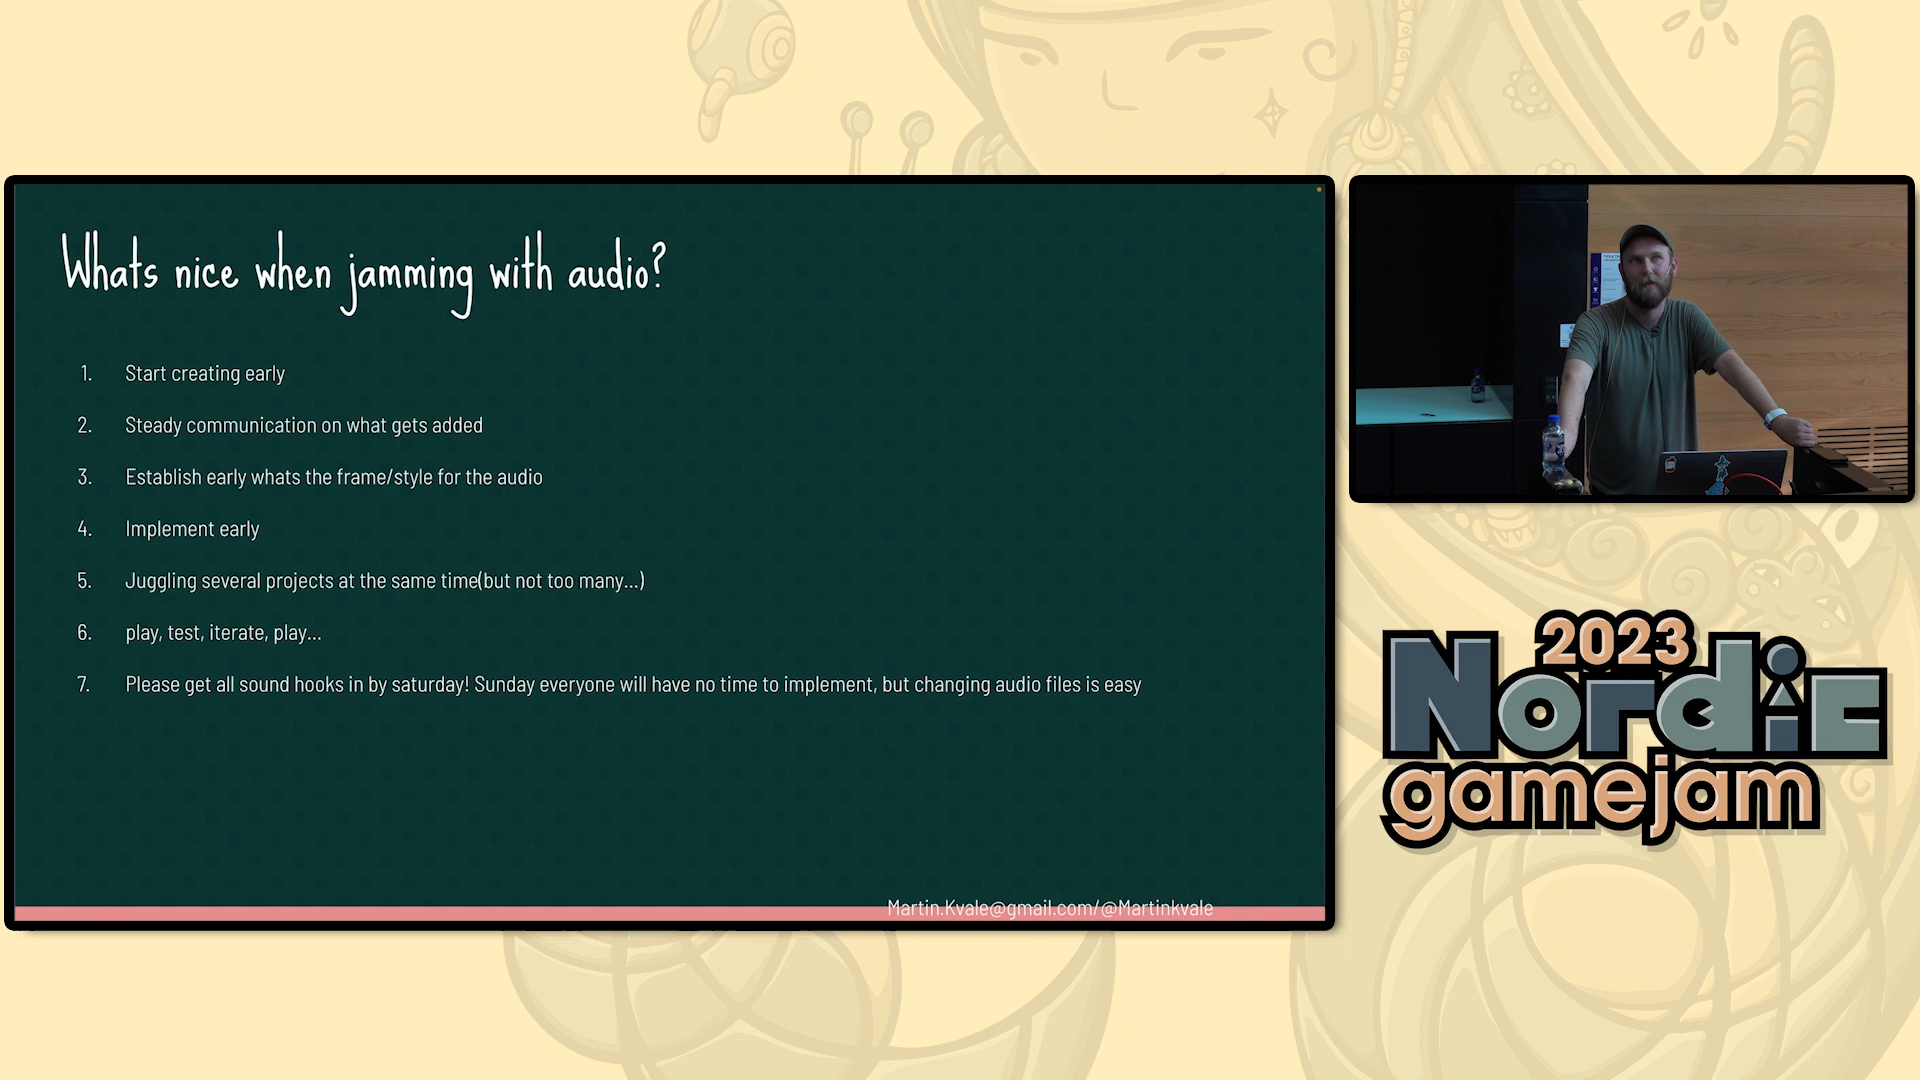 Whats nice when jamming with audio?
1. Start creating early
2. Steady communication on what gets added
3. Establish early whats the frame/style for the audio
4. Implement early
5. Juggling several projects at the same time(but not too many...)
6. play, test, iterate, play...
7. Please get all sound hooks in by saturday! Sunday everyone will have no time to implement, but changing audio files is easy
Martin.Kvale@gmail.com/@Martinkvale
2023
Nordic
gamejam